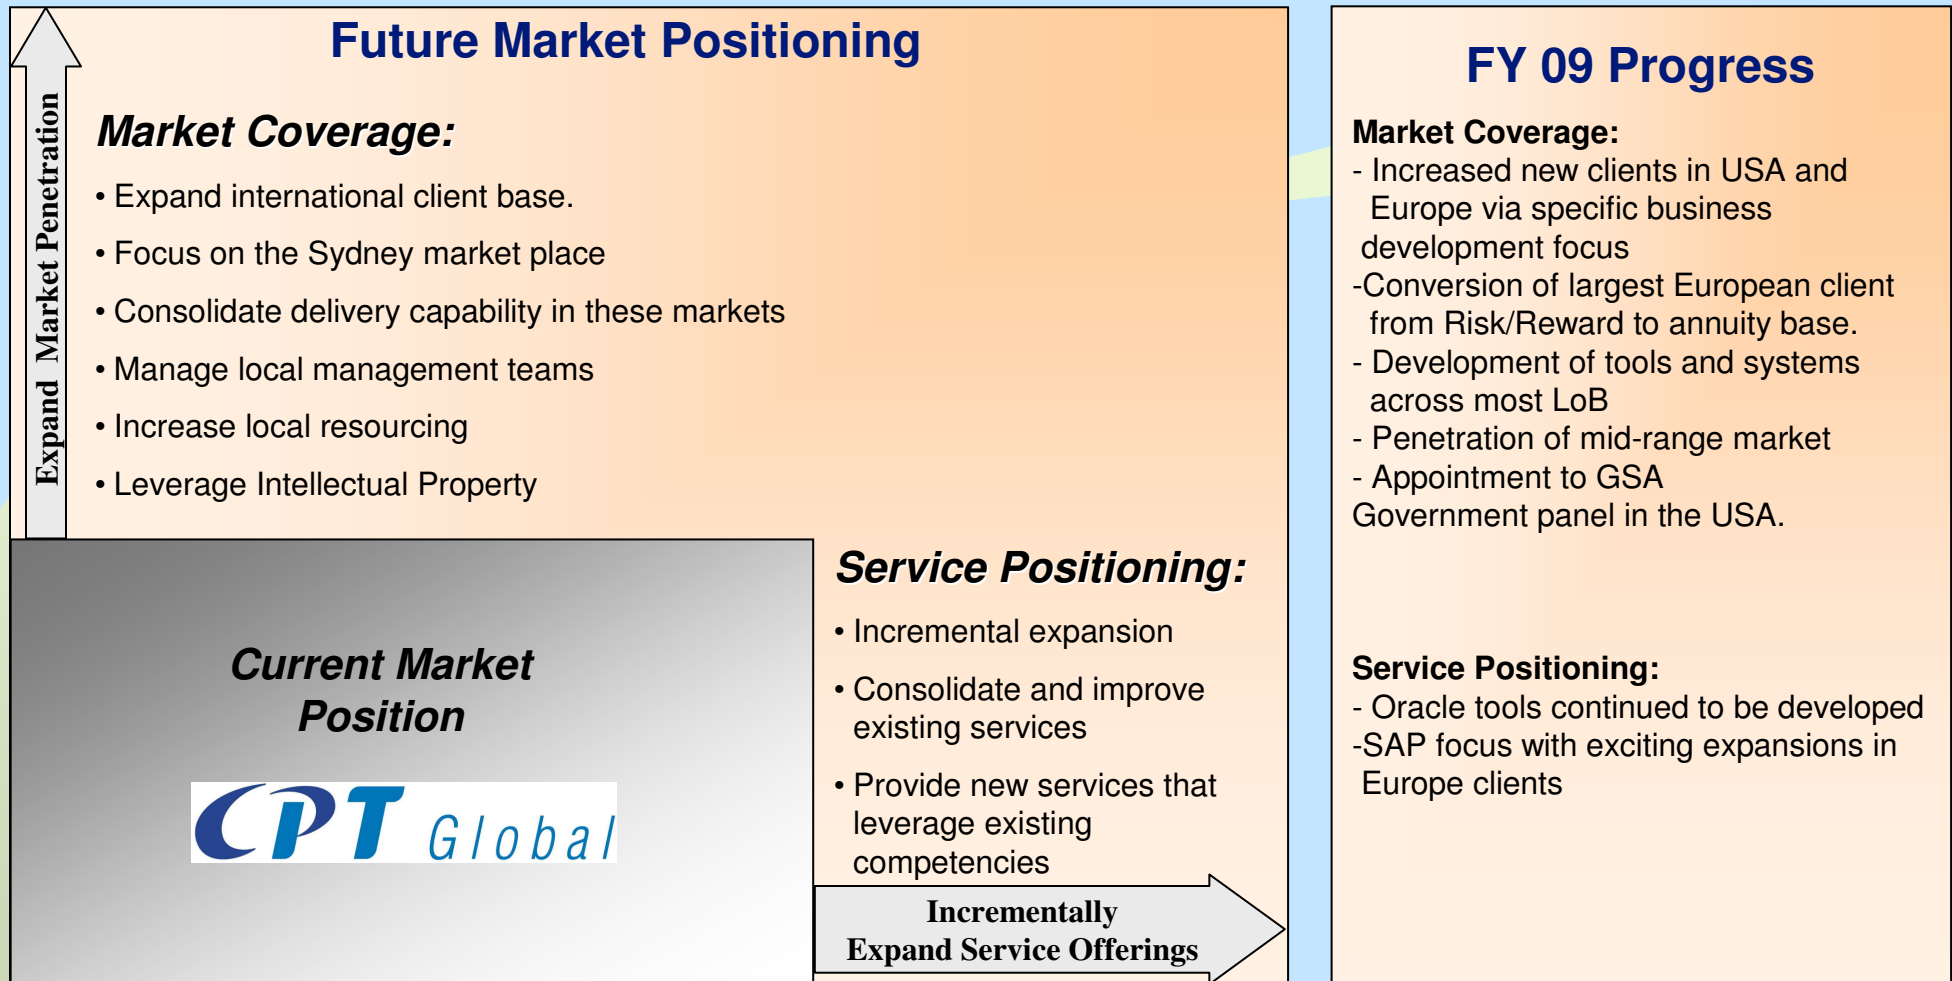 Future Market Positioning
Expand Market Penetration
Market Coverage:
• Expand international client base.
• Focus on the Sydney market place
• Consolidate delivery capability in these markets
• Manage local management teams
• Increase local resourcing
• Leverage Intellectual Property
Current Market
Position
CPT Global
Service Positioning:
• Incremental expansion
• Consolidate and improve
existing services
• Provide new services that
leverage existing
competencies
Incrementally
Expand Service Offerings
FY 09 Progress
Market Coverage:
- Increased new clients in USA and
Europe via specific business
development focus
-Conversion of largest European client
from Risk/Reward to annuity base.
- Development of tools and systems
across most LoB
- Penetration of mid-range market
- Appointment to GSA
Government panel in the USA.
Service Positioning:
- Oracle tools continued to be developed
-SAP focus with exciting expansions in
Europe clients